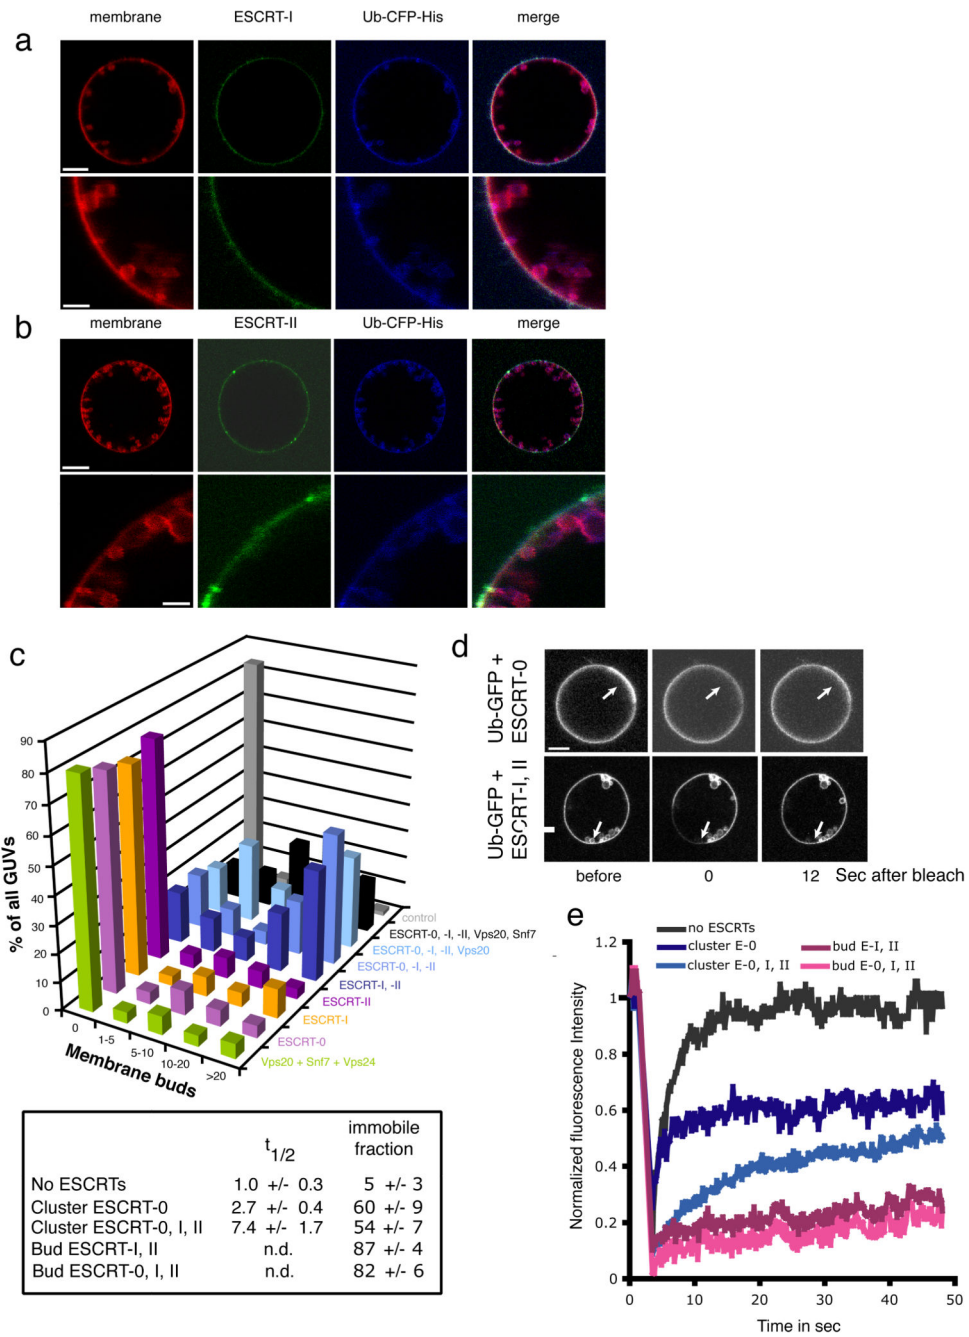 membrane ESCRT-I Ub-CFP-His merge
a
b
membrane ESCRT-II Ub-CFP-His merge
c
90
80
70
60
50
40
30
20
10
0
% of all GUVs
0
1-5
5-10
10-20
>20
Membrane buds
control
ESCRT-0, -I, -II, Vps20, Snf7
ESCRT-0, -I, -II, Vps20
ESCRT-0, -I, -II
ESCRT-I, -II
ESCRT-II
ESCRT-I
ESCRT-0
Vps20 + Snf7 + Vps24
d
Ub-GFP +
ESCRT-0
Ub-GFP +
ESCRT-I, II
before 0 12 Sec after bleach
e
no ESCRTs
cluster E-0
cluster E-0, I, II
bud E-I, II
bud E-0, I, II
1.2
1
0.8
0.6
0.4
0.2
0
Normalized fluorescence Intensity
0 10 20 30 40 50
Time in sec
t1/2 immobile
fraction
No ESCRTs 1.0 +/- 0.3 5 +/- 3
Cluster ESCRT-0 2.7 +/- 0.4 60 +/- 9
Cluster ESCRT-0, I, II 7.4 +/- 1.7 54 +/- 7
Bud ESCRT-I, II n.d. 87 +/- 4
Bud ESCRT-0, I, II n.d. 82 +/- 6